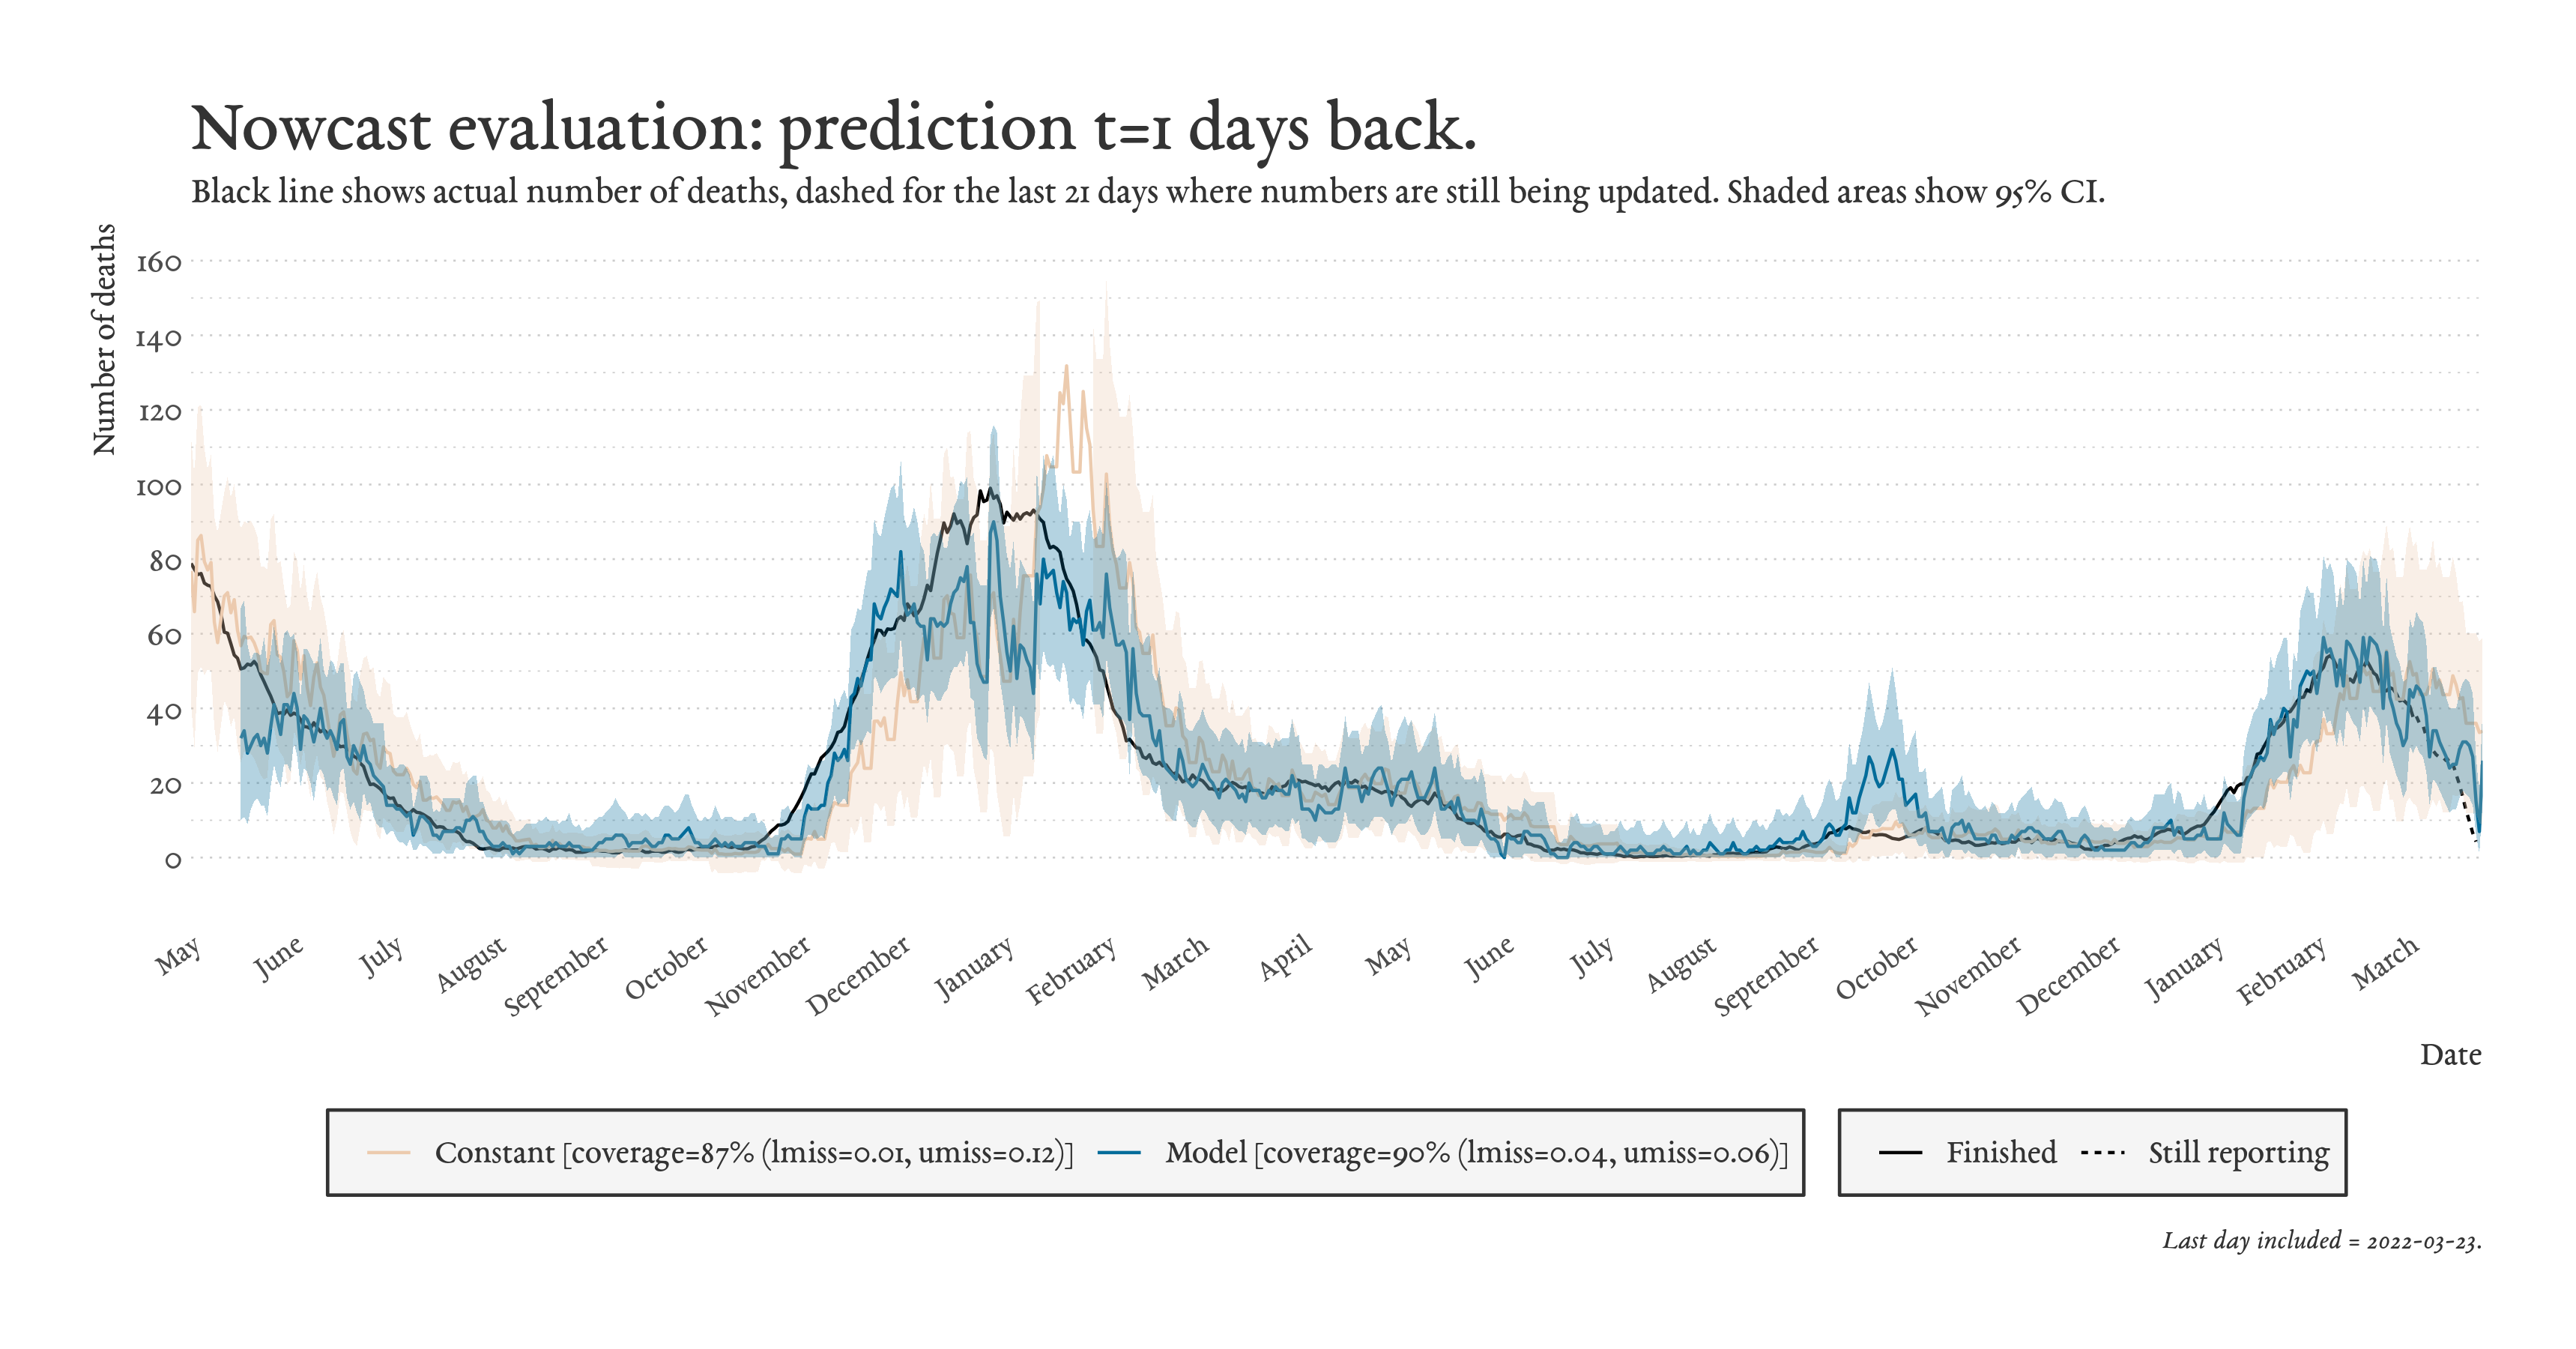 Nowcast evaluation: prediction t=1 days back.
Black line shows actual number of deaths, dashed for the last 21 days where numbers are still being updated. Shaded areas show 95% CI.
Number of deaths
160
140
120
100
80
60
40
20
0
May
June
July
August
September
October
November
December
January
February
March
April
May
June
July
August
September
October
November
December
January
February
March
Date
Constant [coverage=87% (lmiss=0.01, umiss=0.12)]
Model [coverage=90% (lmiss=0.04, umiss=0.06)]
Finished
Still reporting
Last day included = 2022-03-23.